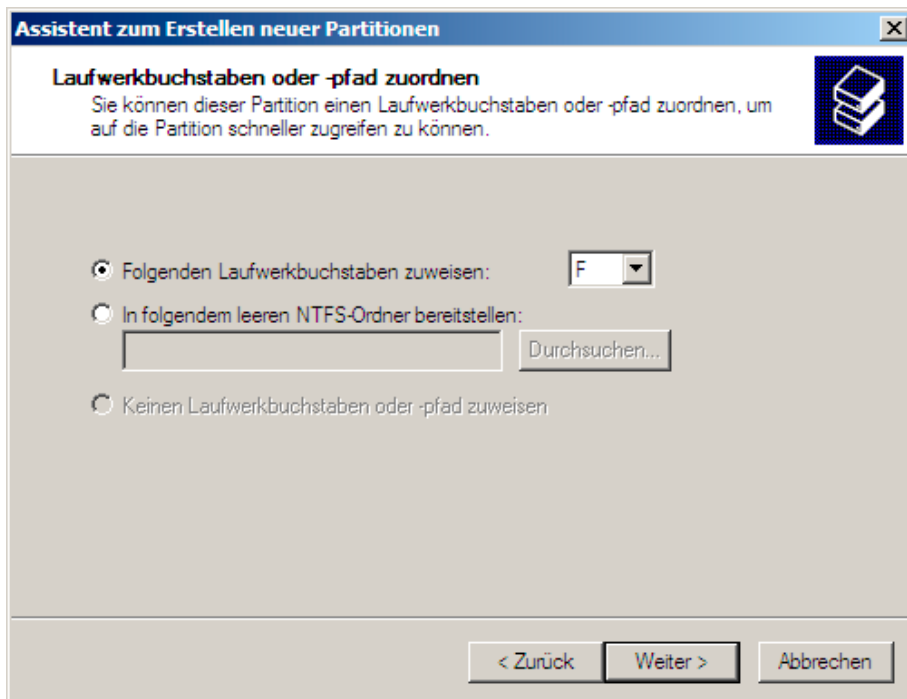 Assistent zum Erstellen neuer Partitionen
Laufwerkbuchstaben oder -pfad zuordnen
Sie können dieser Partition einen Laufwerkbuchstaben oder -pfad zuordnen, um
auf die Partition schneller zugreifen zu können.
Folgenden Laufwerkbuchstaben zuweisen: F
In folgendem leeren NTFS-Ordner bereitstellen:
Durchsuchen...
Keinen Laufwerkbuchstaben oder -pfad zuweisen
< Zurück Weiter > Abbrechen